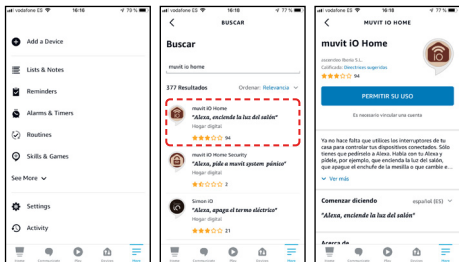 vodafone ES 16:18 79 %
Add a Device
Lists & Notes
Reminders
Alarms & Timers
Routines
Skills & Games
See More
Settings
Activity
vodafone ES 16:16 77 %
BUSCAR
Buscar
muvit io home
377 Resultados Ordenar: Relevancia
muvit iO Home
"Alexa, enciende la luz del salón"
Hogar digital
94
muvit iO Home Security
"Alexa, pide a muvit system pánico"
Hogar digital
2
Simon iO
"Alexa, apaga el termo eléctrico"
Hogar digital
21
vodafone ES 16:16 77 %
MUVIT IO HOME
muvit iO Home
94
PERMITIR SU USO
Es necesario vincular una cuenta
Ya no hace falta que utilices los interruptores de tu
casa para controlar tus dispositivos conectados. Sólo
tienes que pedírselo a Alexa. Habla con tu Alexa y
pídele, por ejemplo, que encienda la luz del salón,
que apague el enchufe de la mesilla o que cambie e...
Ver más
Comenzar diciendo español (ES)
"Alexa, enciende la luz del salón"
Acerca de